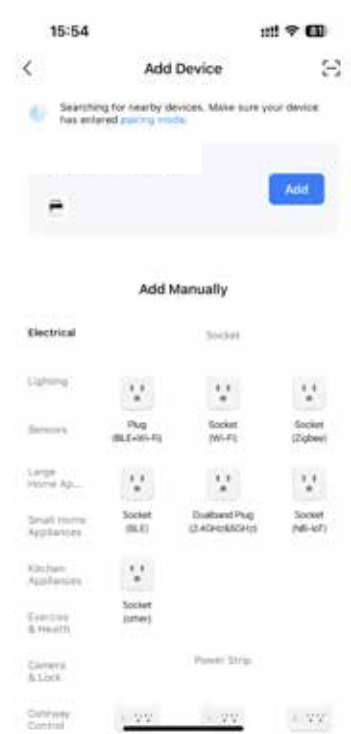 15:54
81
Add Device
Searching for nearby devices. Make sure your device
has entered pairing mode.
Add
Add Manually
Electrical
Socket
Lighting
Plug
(BLE+Wi-Fi)
Socket
(Wi-Fi)
Socket
(Zigbee)
Sensors
Large
Home Ap...
Socket
(BLE)
Dualband Plug
(2.4GHz&5GHz)
Socket
(NB-IoT)
Small Home
Appliances
Kitchen
Appliances
Socket
(other)
Exercise
& Health
Camera
& Lock
Power Strip
Gateway
Control